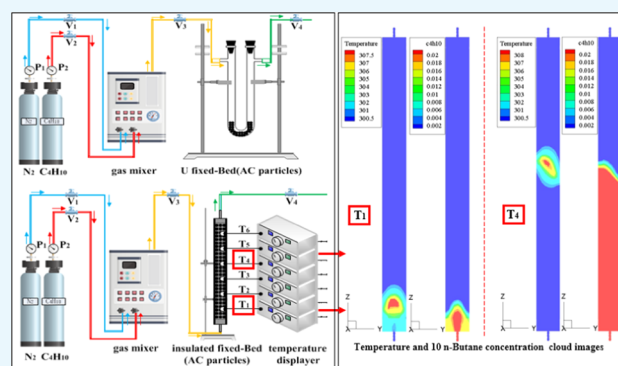 V1
V2
V3
V4
P1 P2
N2
C4H10
N2 C4H10
gas mixer
U fixed-Bed(AC particles)
V1
V2
V3
V4
P1 P2
T6
T5
T4
T3
T2
T1
N2
C4H10
N2 C4H10
gas mixer
insulated fixed-Bed
(AC particles)
temperature
displayer
Temperature
307.5
307
306
305
304
303
302
301
300.5
c4h10
0.02
0.018
0.016
0.014
0.012
0.01
0.008
0.006
0.004
0.002
T1
Z
X Y
Z
X Y
Temperature
308
307
306
305
304
303
302
301
300.5
c4h10
0.02
0.018
0.016
0.014
0.012
0.01
0.008
0.006
0.004
0.002
T4
Z
X Y
Z
X Y
Temperature and 10 n-Butane concentration cloud images